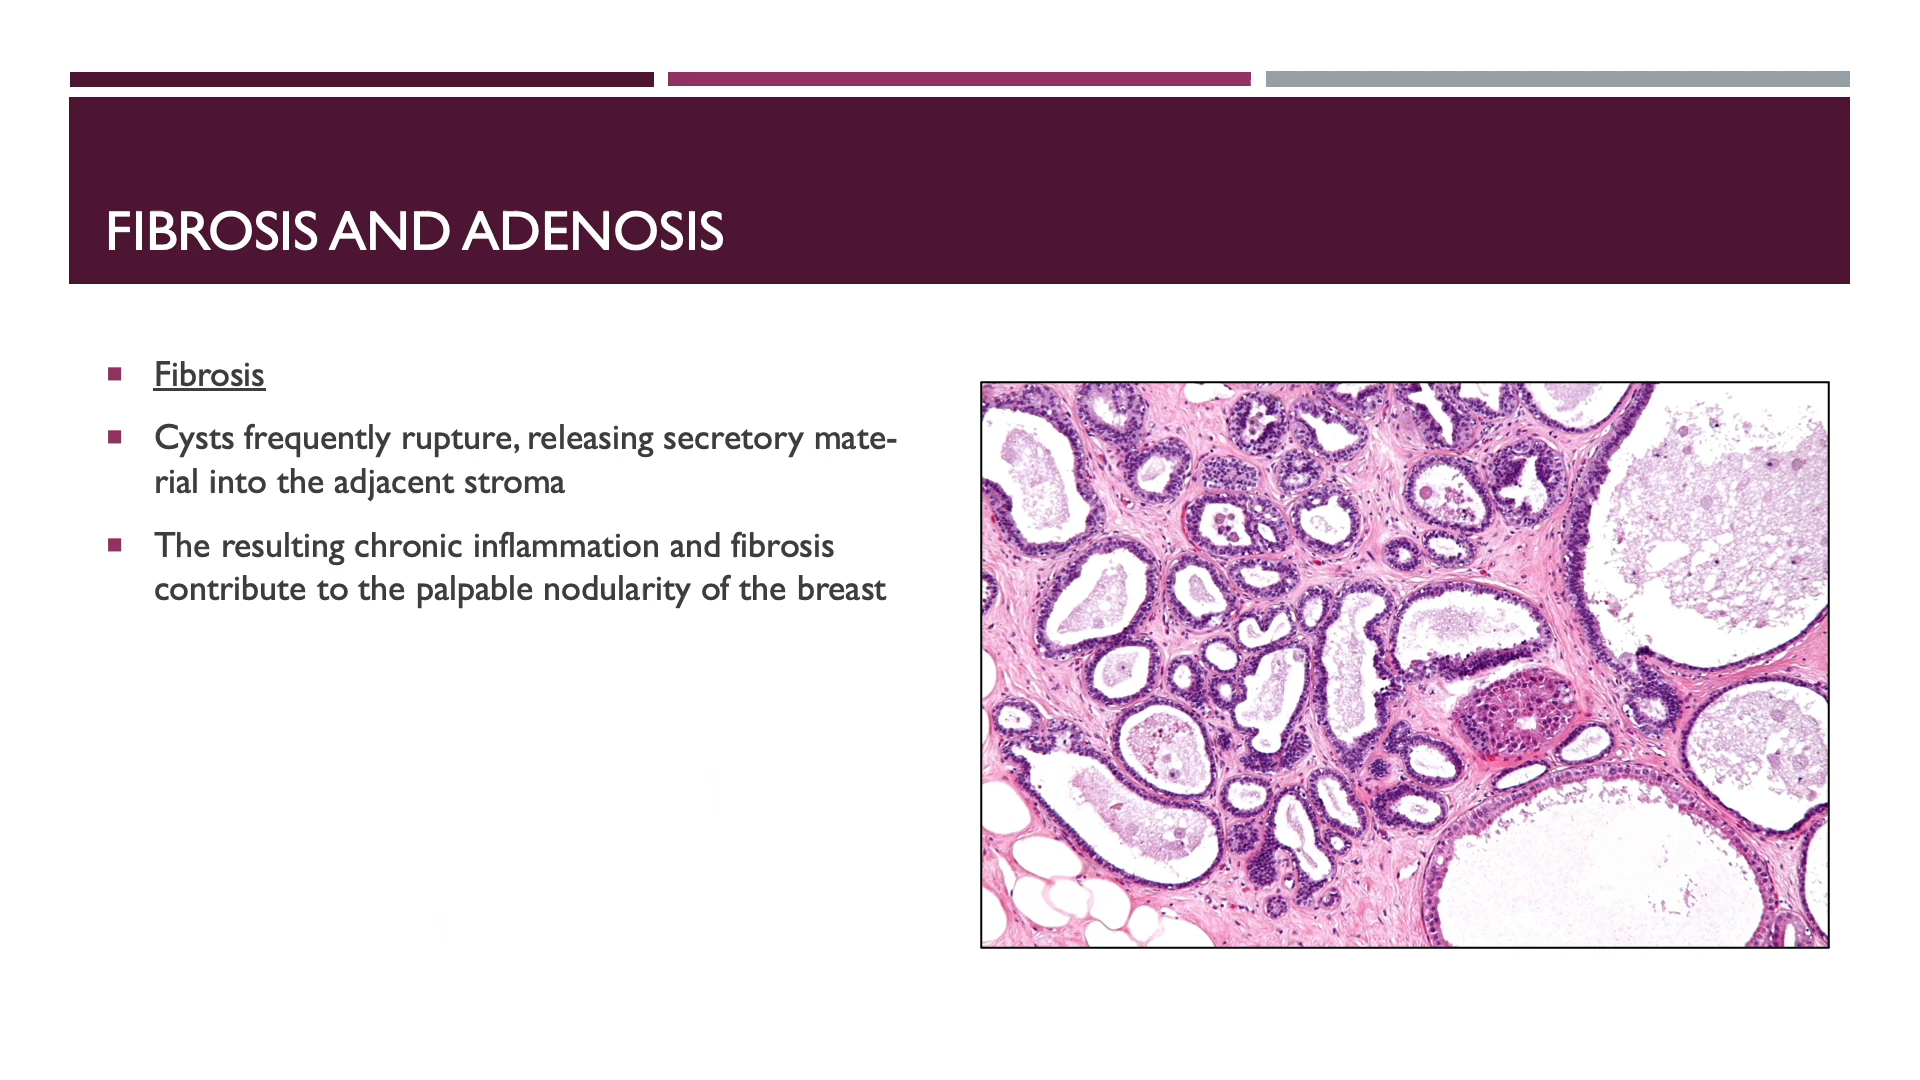 FIBROSIS AND ADENOSIS
Fibrosis
Cysts frequently rupture, releasing secretory mate-
rial into the adjacent stroma
The resulting chronic inflammation and fibrosis
contribute to the palpable nodularity of the breast